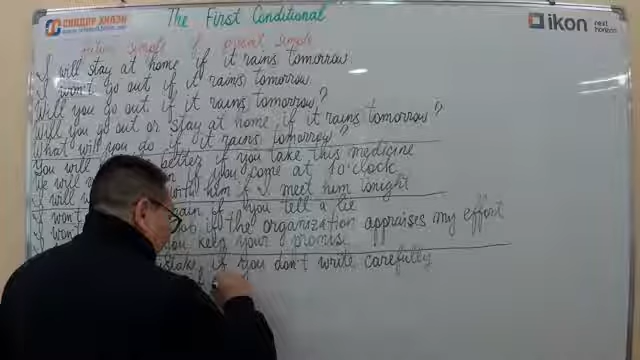 The First Conditional
ikon next horizon
future simple if present simple
I will stay at home if it rains tomorrow
I won't go out if it rains tomorrow
Will you go out if it rains tomorrow?
Will you go out or stay at home if it rains tomorrow?
What will you do if it rains tomorrow?
You will better if you take this medicine
We will if you come at 10 o'clock
I will with him if I meet him tonight
I won't again if you tell a lie
I won't job if the organization appraises my effort
you keep your promise
mistake if you don't write carefully
if